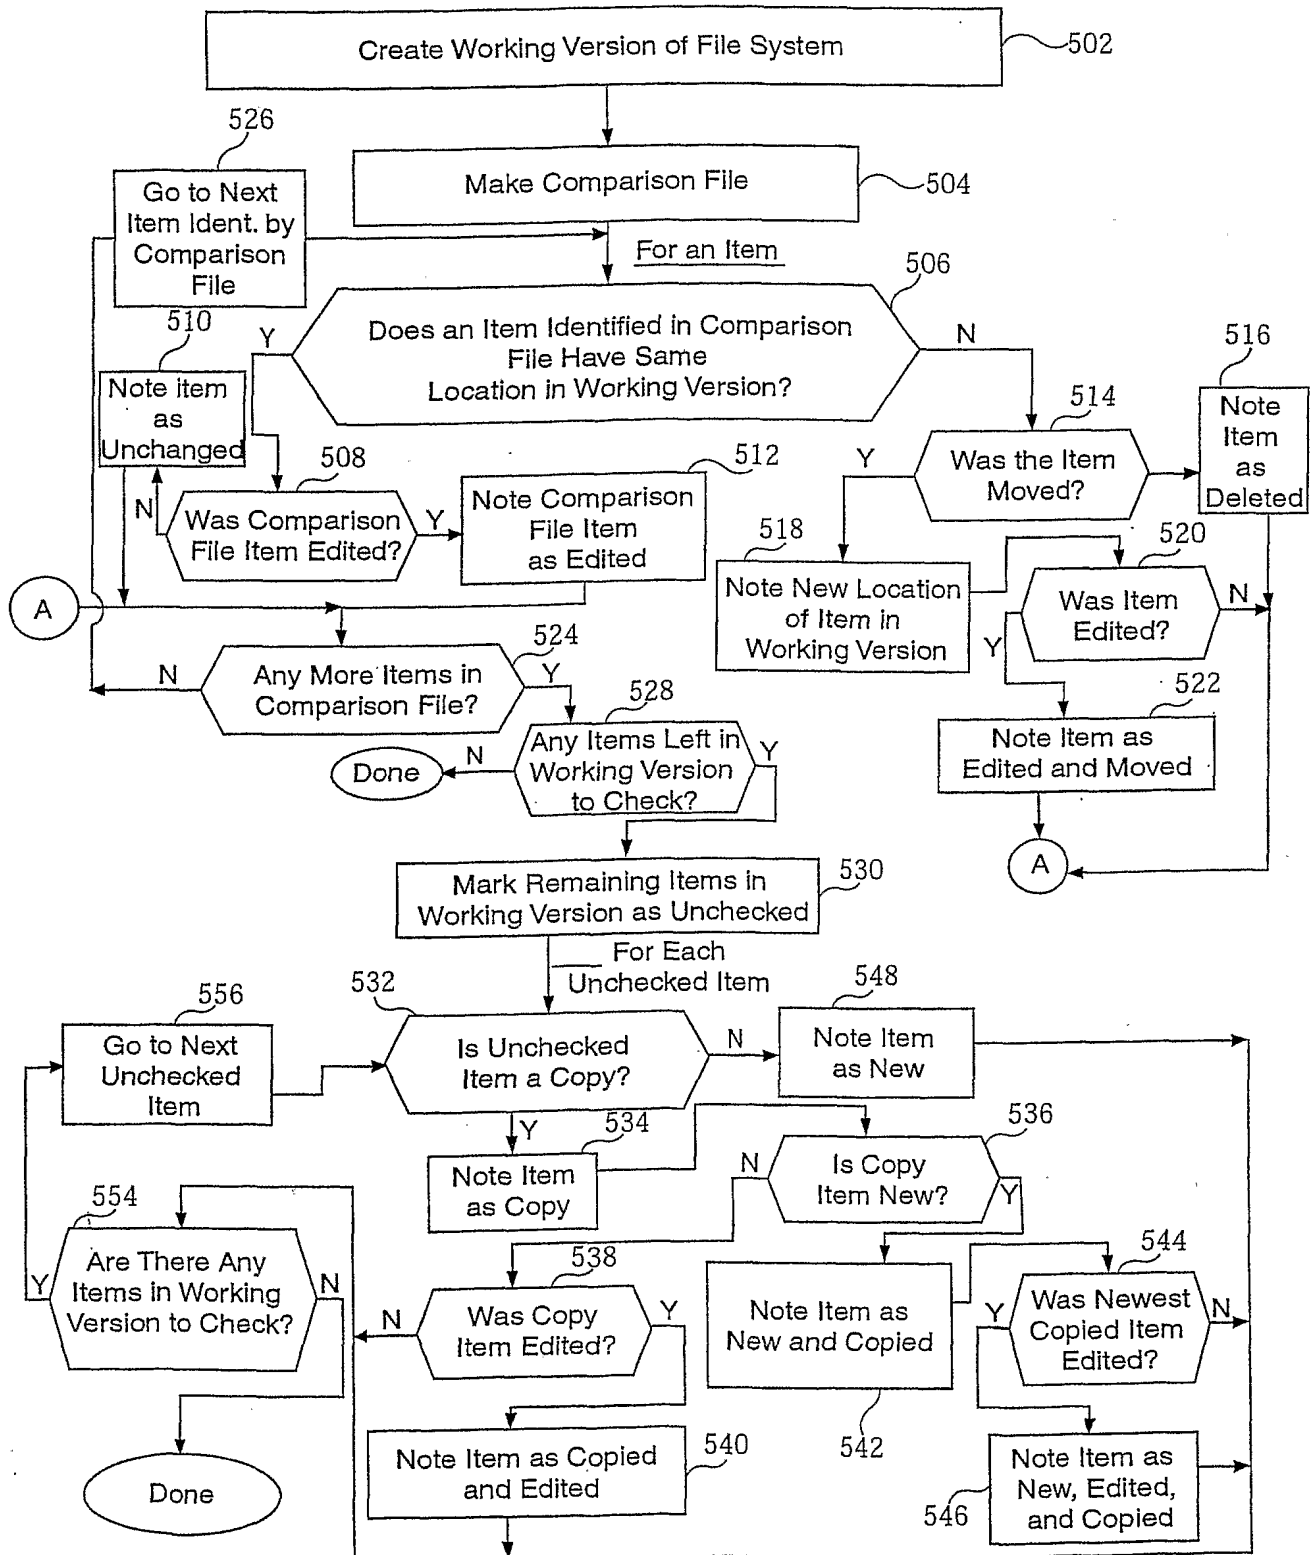 Create Working Version of File System
502
526
Make Comparison File
504
Go to Next
Item Ident. by
Comparison
File
For an Item
506
510
Y
Does an Item Identified in Comparison
File Have Same
Location in Working Version?
N
516
Note item
as
Unchanged
514
Note
Item
as
Deleted
508
512
Y
Was the Item
Moved?
N
Was Comparison
File Item Edited?
Y
Note Comparison
File Item
as Edited
518
520
Note New Location
of Item in
Working Version
Was Item
Edited?
N
A
Y
524
N
Any More Items in
Comparison File?
Y
528
522
Done
N
Any Items Left in
Working Version
to Check?
Y
Note Item as
Edited and Moved
A
Mark Remaining Items in
Working Version as Unchecked
530
For Each
Unchecked Item
556
532
548
Go to Next
Unchecked
Item
Is Unchecked
Item a Copy?
N
Note Item
as New
Y
534
536
Note Item
as Copy
N
Is Copy
Item New?
Y
554
Are There Any
Items in Working
Version to Check?
Y
N
538
544
N
Was Copy
Item Edited?
Y
Note Item as
New and Copied
Y
Was Newest
Copied Item
Edited?
N
542
Note Item as Copied
and Edited
540
Note Item as
New, Edited,
and Copied
546
Done